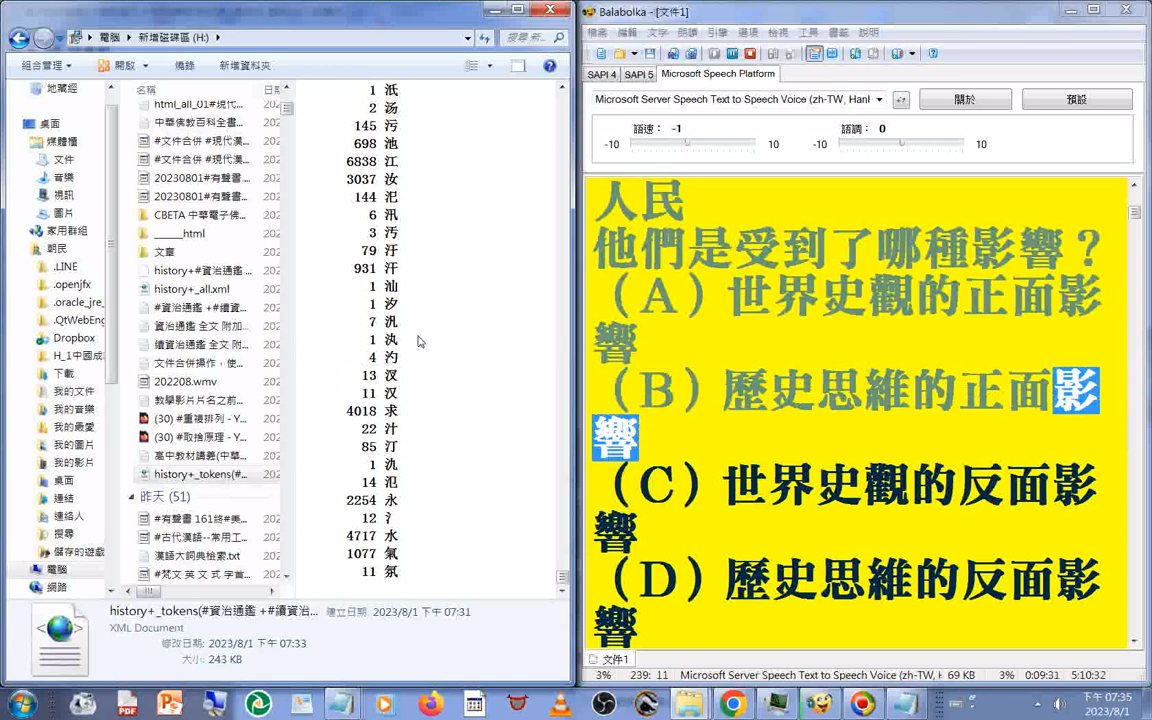 電腦 ▸ 新增磁碟區 (H:) ▸
搜尋 新...
組合管理 開啟 燒錄 新增資料夾
地藏經
桌面
媒體櫃
文件
音樂
視訊
圖片
家用群組
朝民
.LINE
.openjfx
.oracle_jre_
.QtWebEng
Dropbox
H_1中國成
下載
我的文件
我的音樂
我的最愛
我的圖片
我的影片
桌面
連結
連絡人
搜尋
儲存的遊戲
電腦
網路
名稱
html_all_01#現代...
中華佛教百科全書...
#文件合併 #現代漢...
#文件合併 #現代漢...
20230801#有聲書...
20230801#有聲書...
CBETA 中華電子佛...
______html
文章
history+#資治通鑑...
history+_all.xml
#資治通鑑 +#續資...
資治通鑑 全文 附加...
續資治通鑑 全文 附...
文件合併操作，使...
202208.wmv
教學影片片名之前...
(30) #重複排列 - Y...
(30) #取捨原理 - Y...
高中教材講義(中華...
history+_tokens(#...
昨天 (51)
#有聲書 161終#美...
#古代漢語--常用工...
漢語大詞典檢索.txt
#梵文 英 文 式 字首...
1 汦
2 汤
145 污
698 池
6838 江
3037 汝
144 汜
6 汛
3 汚
79 汙
931 汗
1 汕
1 汐
7 汎
1 汍
4 汋
13 汊
11 汉
4018 求
22 汁
85 汀
1 氿
14 氾
2254 永
12 氵
4717 水
1077 氣
11 氛
history+_tokens(#資治通鑑 +#續資治... 建立日期: 2023/8/1 下午 07:31
XML Document
修改日期: 2023/8/1 下午 07:33
大小: 243 KB
Balabolka - [文件1]
檔案 編輯 文字 朗讀 引擎 選項 檢視 工具 書籤 說明
SAPI 4 SAPI 5 Microsoft Speech Platform
Microsoft Server Speech Text to Speech Voice (zh-TW, Hanl
關於 預設
語速： -1 語調： 0
-10 10 -10 10
人民
他們是受到了哪種影響？
（A）世界史觀的正面影
響
（B）歷史思維的正面影
響
（C）世界史觀的反面影
響
（D）歷史思維的反面影
響
文件1
3% 239: 11 Microsoft Server Speech Text to Speech Voice (zh-TW, H 69 KB 3% 0:09:31 5:10:32
下午 07:35
2023/8/1